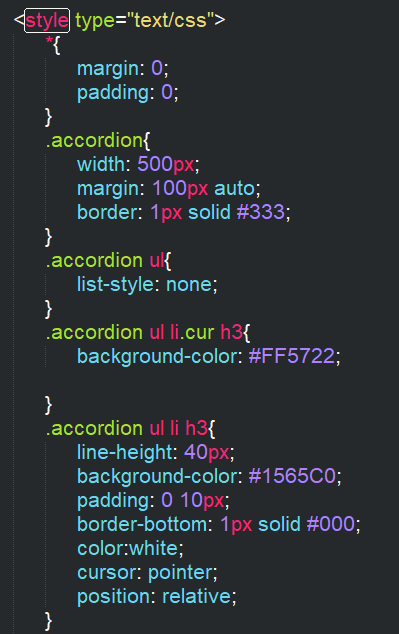 <style type="text/css">
*{
margin: 0;
padding: 0;
}
.accordion{
width: 500px;
margin: 100px auto;
border: 1px solid #333;
}
.accordion ul{
list-style: none;
}
.accordion ul li.cur h3{
background-color: #FF5722;
}
.accordion ul li h3{
line-height: 40px;
background-color: #1565C0;
padding: 0 10px;
border-bottom: 1px solid #000;
color:white;
cursor: pointer;
position: relative;
}